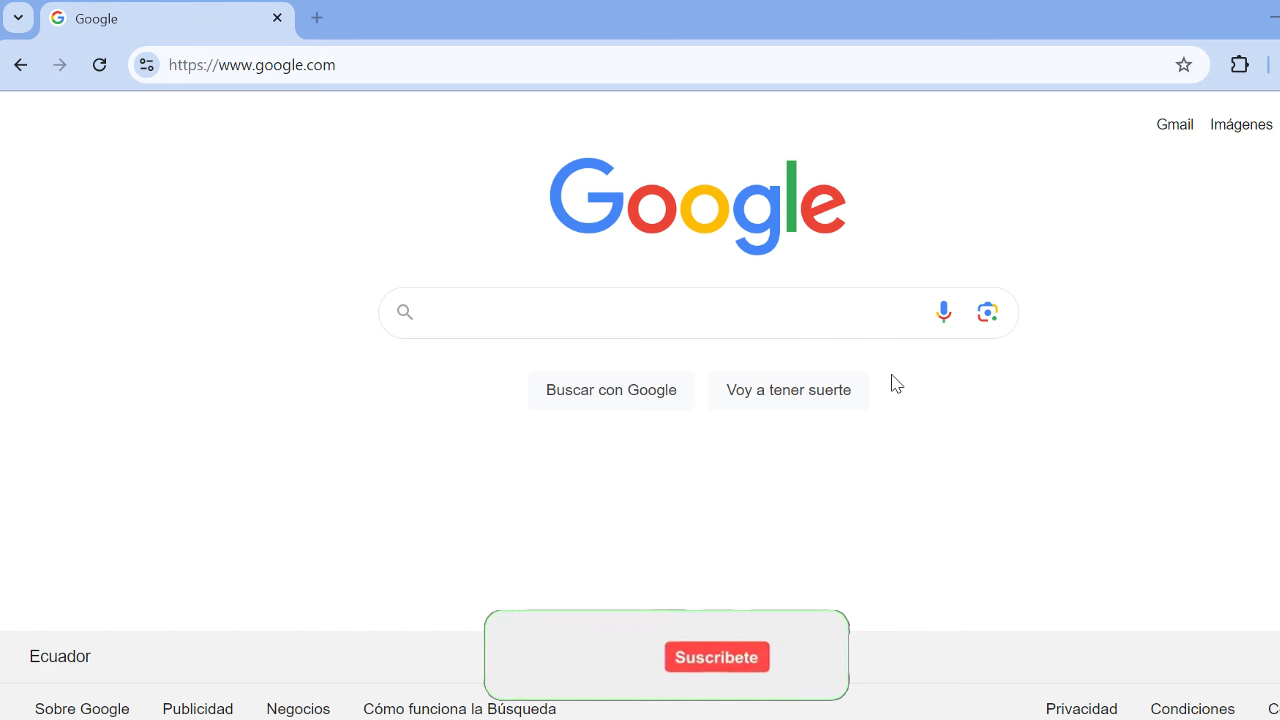 Google
https://www.google.com
Gmail Imágenes
Google
Buscar con Google Voy a tener suerte
Suscribete
Ecuador
Sobre Google Publicidad Negocios Cómo funciona la Búsqueda Privacidad Condiciones